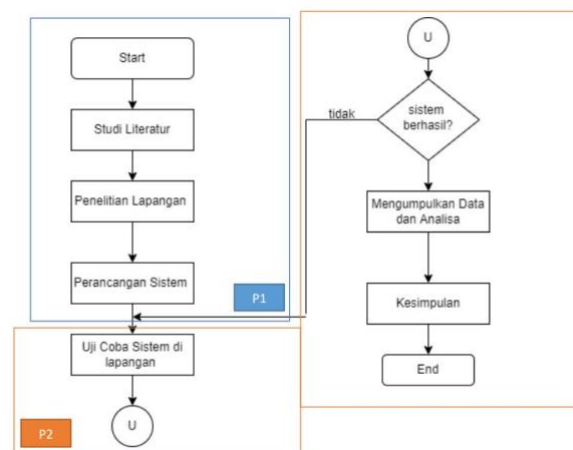 Start
Studi Literatur
Penelitian Lapangan
Perancangan Sistem
P1
Uji Coba Sistem di
lapangan
U
P2
U
sistem
berhasil?
tidak
Mengumpulkan Data
dan Analisa
Kesimpulan
End